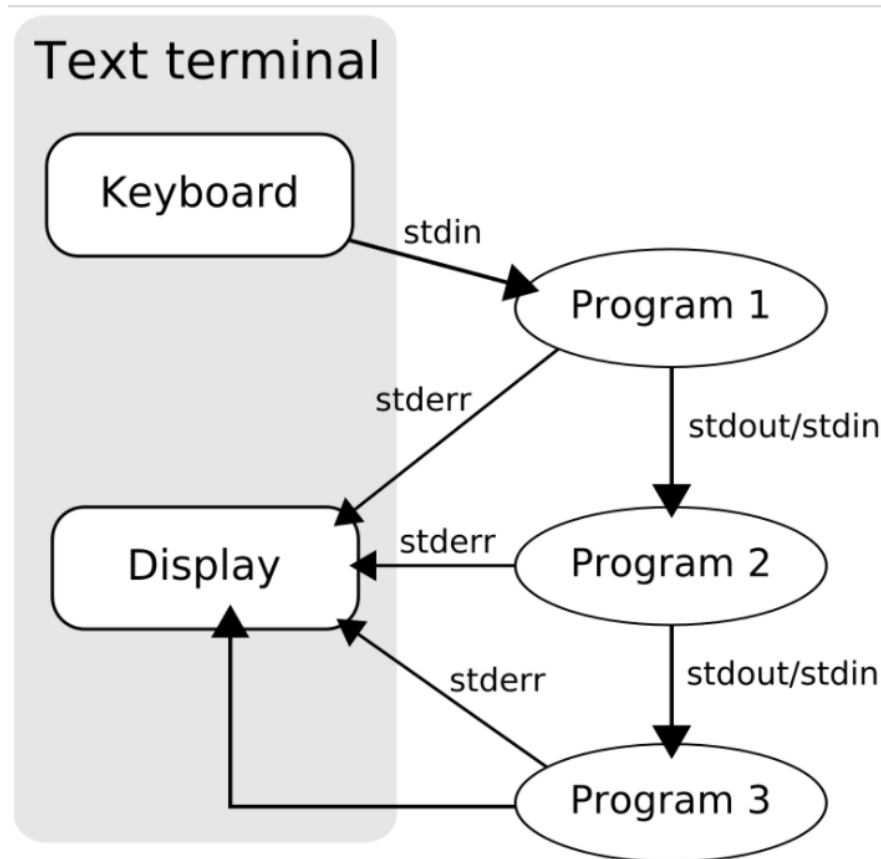 Text terminal
Keyboard
stdin
Program 1
stderr
stdout/stdin
Display
stderr
Program 2
stderr
stdout/stdin
Program 3